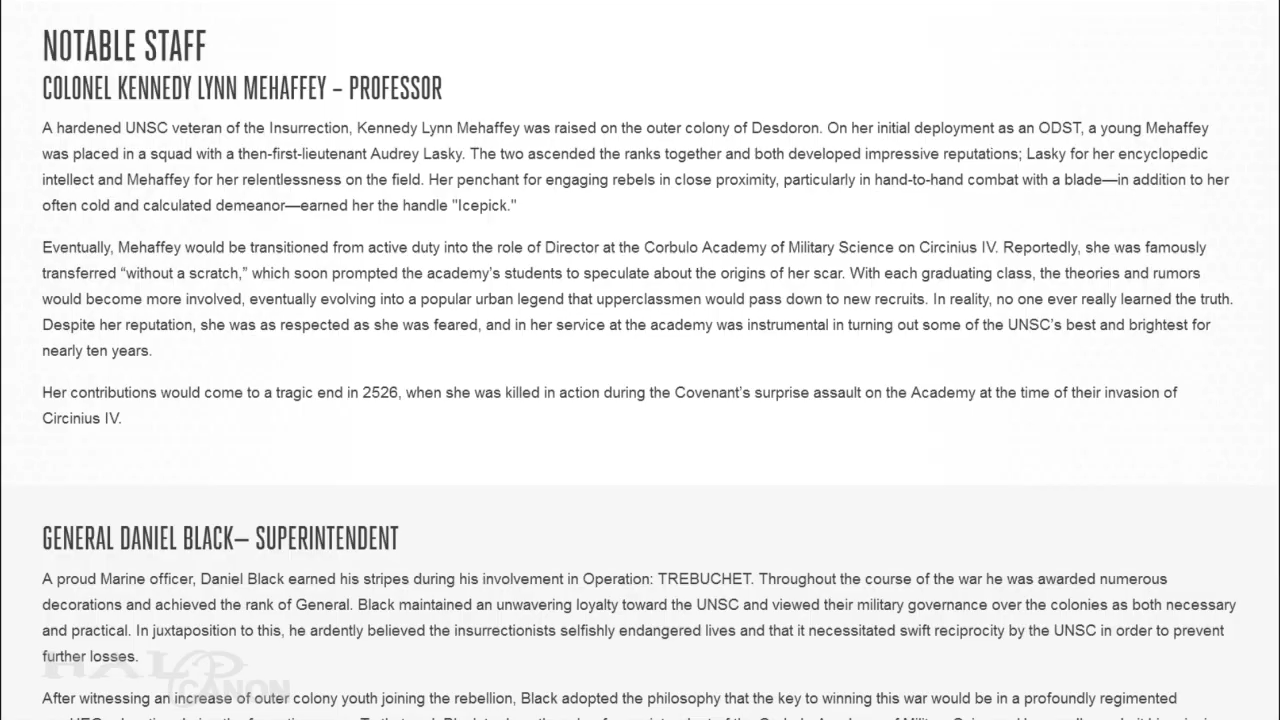 NOTABLE STAFF
COLONEL KENNEDY LYNN MEHAFFEY – PROFESSOR
A hardened UNSC veteran of the Insurrection, Kennedy Lynn Mehaffey was raised on the outer colony of Desdoron. On her initial deployment as an ODST, a young Mehaffey
was placed in a squad with a then-first-lieutenant Audrey Lasky. The two ascended the ranks together and both developed impressive reputations; Lasky for her encyclopedic
intellect and Mehaffey for her relentlessness on the field. Her penchant for engaging rebels in close proximity, particularly in hand-to-hand combat with a blade—in addition to her
often cold and calculated demeanor—earned her the handle "Icepick."
Eventually, Mehaffey would be transitioned from active duty into the role of Director at the Corbulo Academy of Military Science on Circinius IV. Reportedly, she was famously
transferred “without a scratch,” which soon prompted the academy’s students to speculate about the origins of her scar. With each graduating class, the theories and rumors
would become more involved, eventually evolving into a popular urban legend that upperclassmen would pass down to new recruits. In reality, no one ever really learned the truth.
Despite her reputation, she was as respected as she was feared, and in her service at the academy was instrumental in turning out some of the UNSC’s best and brightest for
nearly ten years.
Her contributions would come to a tragic end in 2526, when she was killed in action during the Covenant’s surprise assault on the Academy at the time of their invasion of
Circinius IV.
GENERAL DANIEL BLACK— SUPERINTENDENT
A proud Marine officer, Daniel Black earned his stripes during his involvement in Operation: TREBUCHET. Throughout the course of the war he was awarded numerous
decorations and achieved the rank of General. Black maintained an unwavering loyalty toward the UNSC and viewed their military governance over the colonies as both necessary
and practical. In juxtaposition to this, he ardently believed the insurrectionists selfishly endangered lives and that it necessitated swift reciprocity by the UNSC in order to prevent
further losses.
HALO
CANON
After witnessing an increase of outer colony youth joining the rebellion, Black adopted the philosophy that the key to winning this war would be in a profoundly regimented